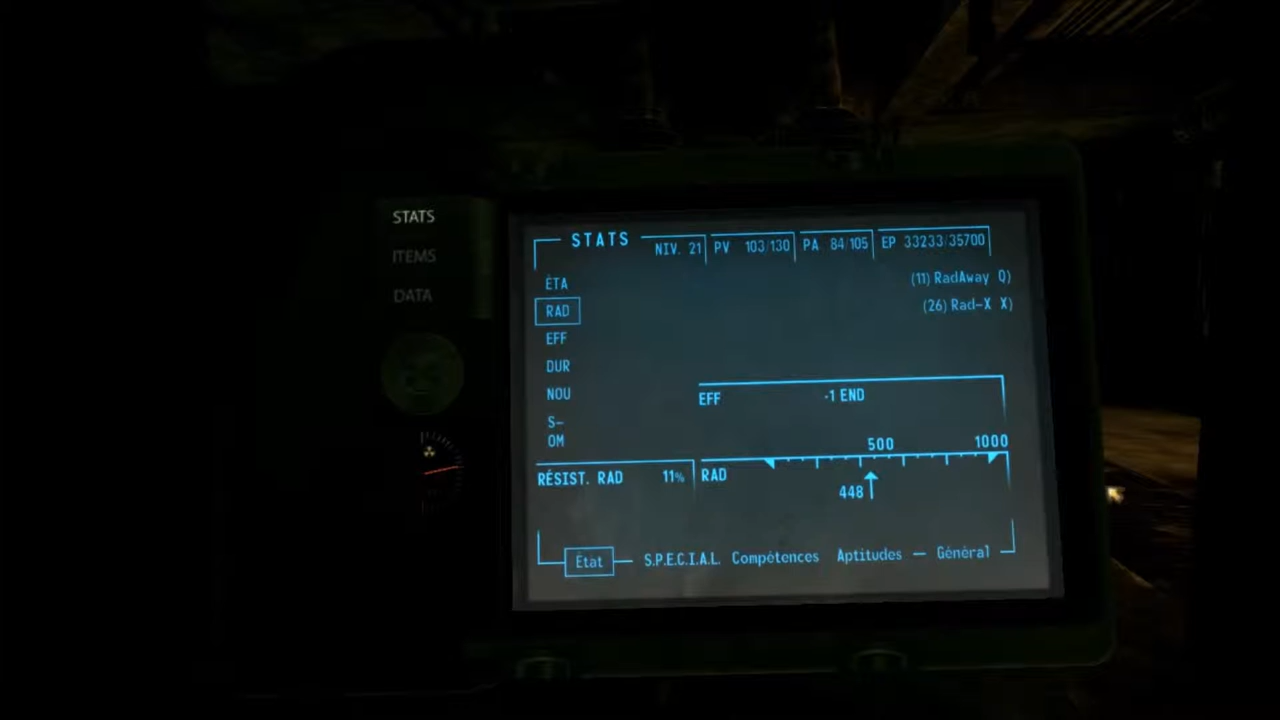 STATS
ITEMS
DATA
STATS NIV. 21 PV 103/130 PA 84/105 EP 33233/35700
ÉTA
RAD
EFF
DUR
NOU
S-
OM
(11) RadAway Q)
(26) Rad-X X)
EFF -1 END
500 1000
RÉSIST. RAD 11% RAD
448
État S.P.E.C.I.A.L. Compétences Aptitudes Général